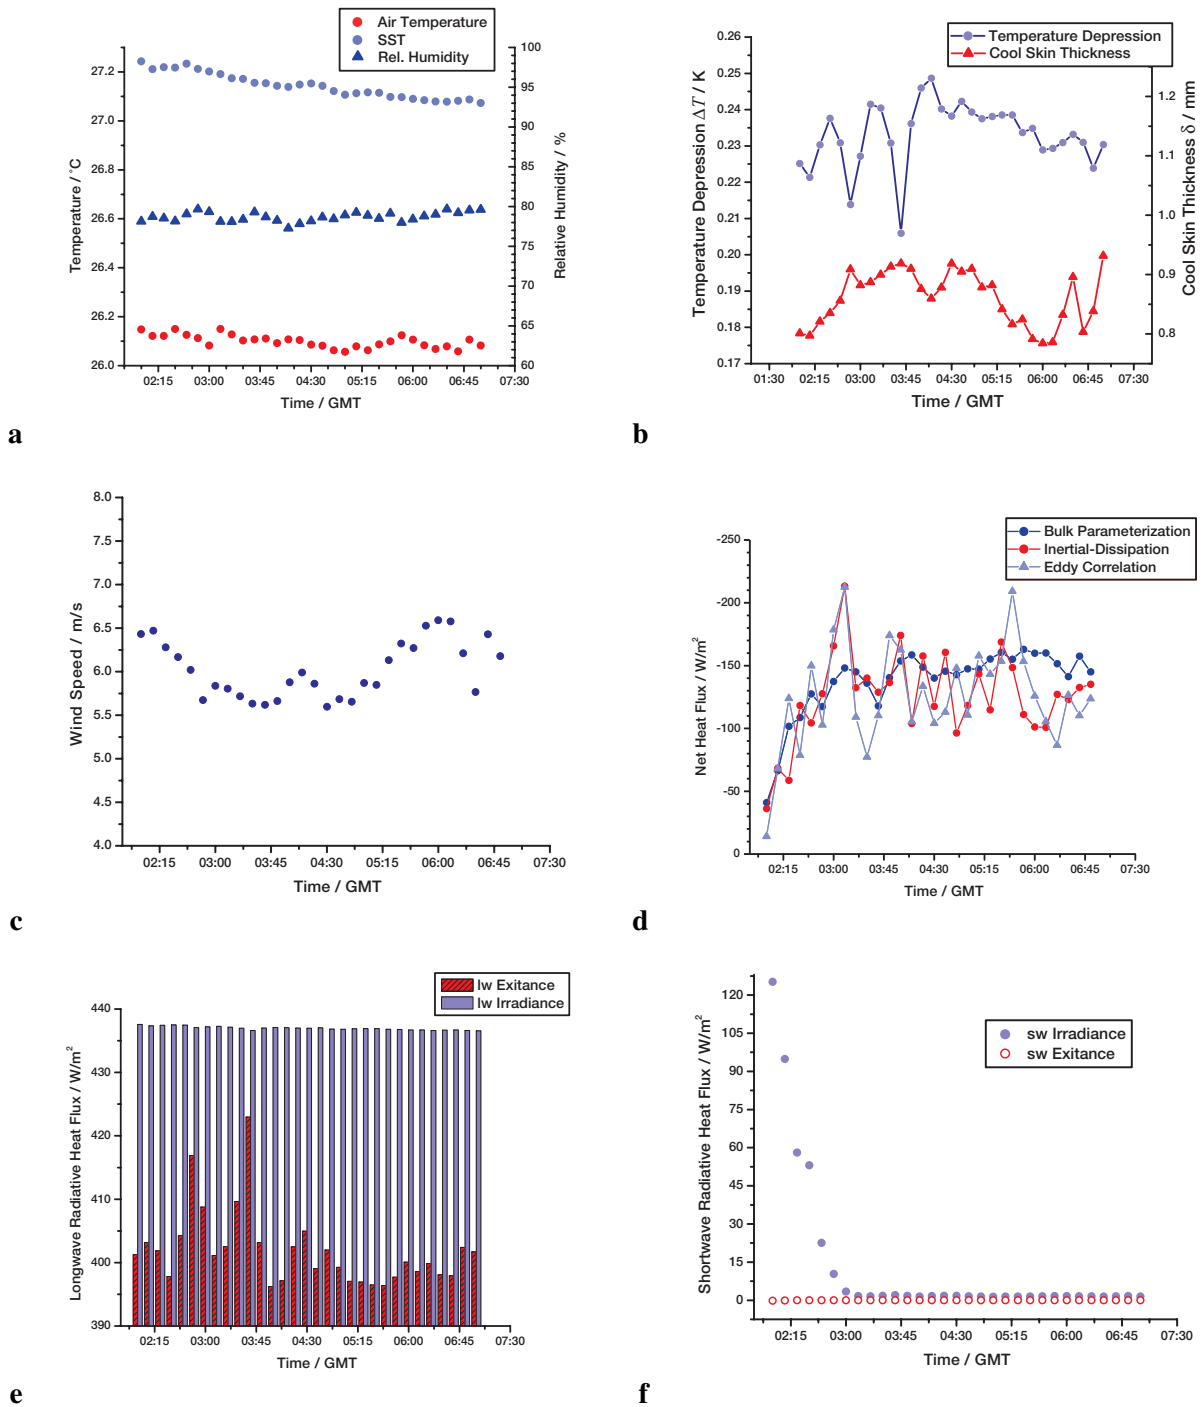 Air Temperature
SST
Rel. Humidity
27.2
27.0
26.8
26.6
26.4
26.2
26.0
Temperature / °C
100
95
90
85
80
75
70
65
60
Relative Humidity / %
02:15 03:00 03:45 04:30 05:15 06:00 06:45 07:30
Time / GMT
a
Temperature Depression
Cool Skin Thickness
0.26
0.25
0.24
0.23
0.22
0.21
0.20
0.19
0.18
0.17
Temperature Depression ΔT / K
1.2
1.1
1.0
0.9
0.8
Cool Skin Thickness δ / mm
01:30 02:15 03:00 03:45 04:30 05:15 06:00 06:45 07:30
Time / GMT
b
8.0
7.5
7.0
6.5
6.0
5.5
5.0
4.5
4.0
Wind Speed / m/s
02:15 03:00 03:45 04:30 05:15 06:00 06:45 07:30
Time / GMT
c
Bulk Parameterization
Inertial-Dissipation
Eddy Correlation
-250
-200
-150
-100
-50
0
Net Heat Flux / W/m²
02:15 03:00 03:45 04:30 05:15 06:00 06:45 07:30
Time / GMT
d
lw Exitance
lw Irradiance
440
430
420
410
400
390
Longwave Radiative Heat Flux / W/m²
02:15 03:00 03:45 04:30 05:15 06:00 06:45 07:30
Time / GMT
e
sw Irradiance
sw Exitance
120
105
90
75
60
45
30
15
0
Shortwave Radiative Heat Flux / W/m²
02:15 03:00 03:45 04:30 05:15 06:00 06:45 07:30
Time / GMT
f